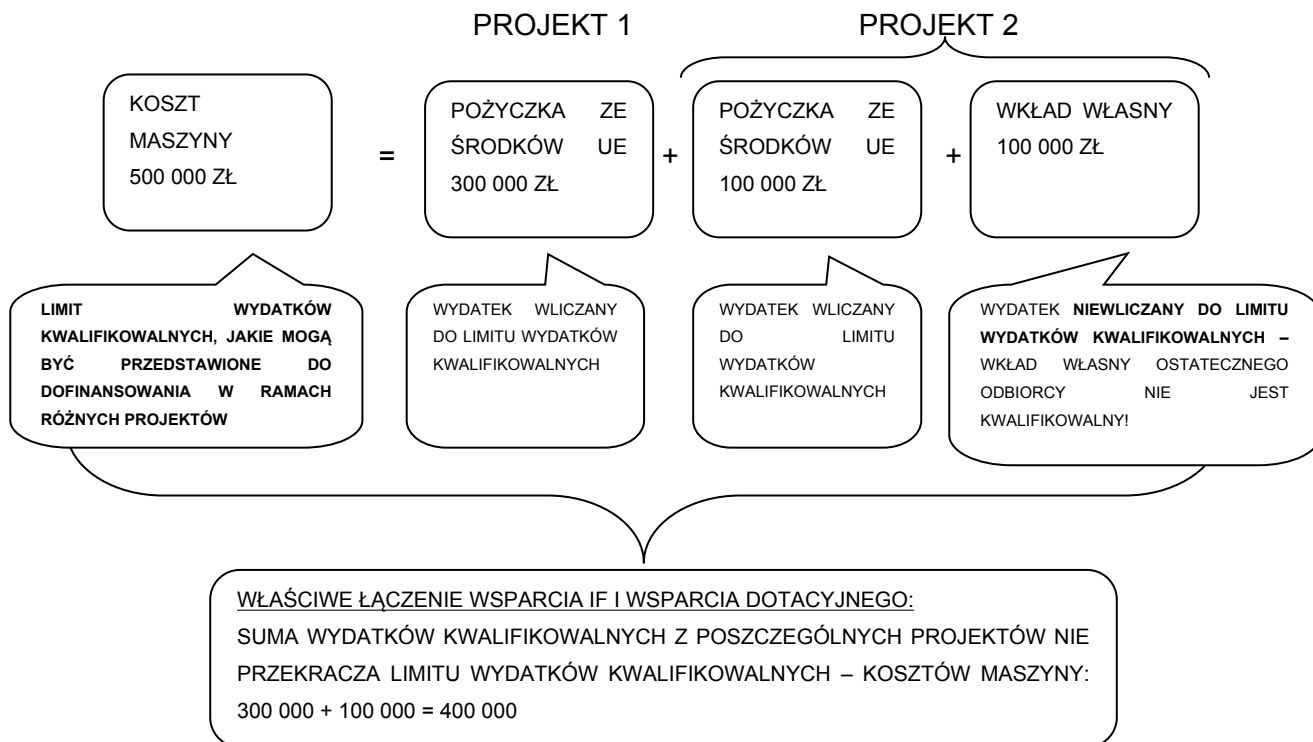 PROJEKT 1
PROJEKT 2
KOSZT
MASZYNY
500 000 ZŁ
=
POŻYCZKA ZE
ŚRODKÓW UE
300 000 ZŁ
+
POŻYCZKA ZE
ŚRODKÓW UE
100 000 ZŁ
+
WKŁAD WŁASNY
100 000 ZŁ
LIMIT WYDATKÓW
KWALIFIKOWALNYCH, JAKIE MOGĄ
BYĆ PRZEDSTAWIONE DO
DOFINANSOWANIA W RAMACH
RÓŻNYCH PROJEKTÓW
WYDATEK WLICZANY
DO LIMITU WYDATKÓW
KWALIFIKOWALNYCH
WYDATEK WLICZANY
DO LIMITU
WYDATKÓW
KWALIFIKOWALNYCH
WYDATEK NIEWLICZANY DO LIMITU
WYDATKÓW KWALIFIKOWALNYCH –
WKŁAD WŁASNY OSTATECZNEGO
ODBIORCY NIE JEST
KWALIFIKOWALNY!
WŁAŚCIWE ŁĄCZENIE WSPARCIA IF I WSPARCIA DOTACYJNEGO:
SUMA WYDATKÓW KWALIFIKOWALNYCH Z POSZCZEGÓLNYCH PROJEKTÓW NIE
PRZEKRACZA LIMITU WYDATKÓW KWALIFIKOWALNYCH – KOSZTÓW MASZYNY:
300 000 + 100 000 = 400 000